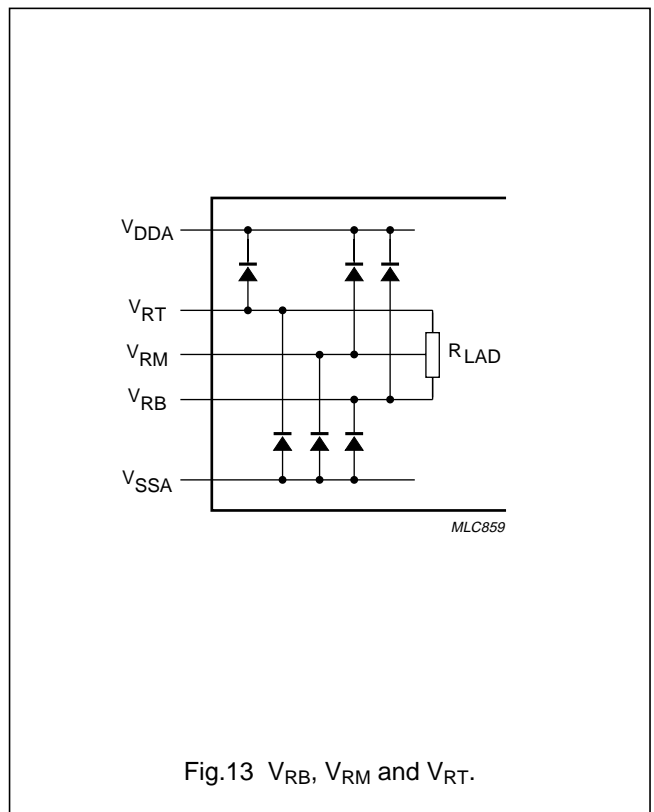 VDDA
VRT
VRM
RLAD
VRB
VSSA
MLC859
Fig.13 VRB, VRM and VRT.